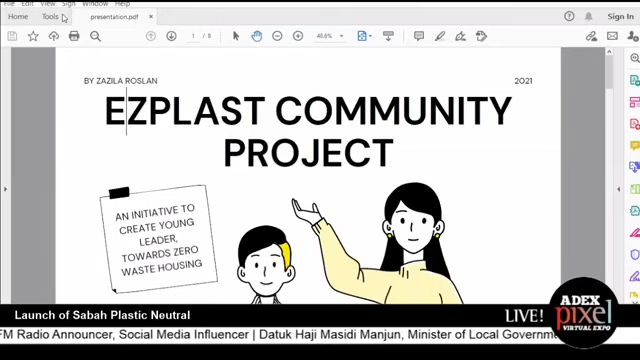 File Edit View Sign Window Help
Home Tools presentation.pdf × Sign In
1 / 8 48.6%
BY ZAZILA ROSLAN 2021
EZPLAST COMMUNITY
PROJECT
AN INITIATIVE TO
CREATE YOUNG
LEADER,
TOWARDS ZERO
WASTE HOUSING
ADEX
LIVE! pixel
VIRTUAL EXPO
Launch of Sabah Plastic Neutral
FM Radio Announcer, Social Media Influencer | Datuk Haji Masidi Manjun, Minister of Local Governm